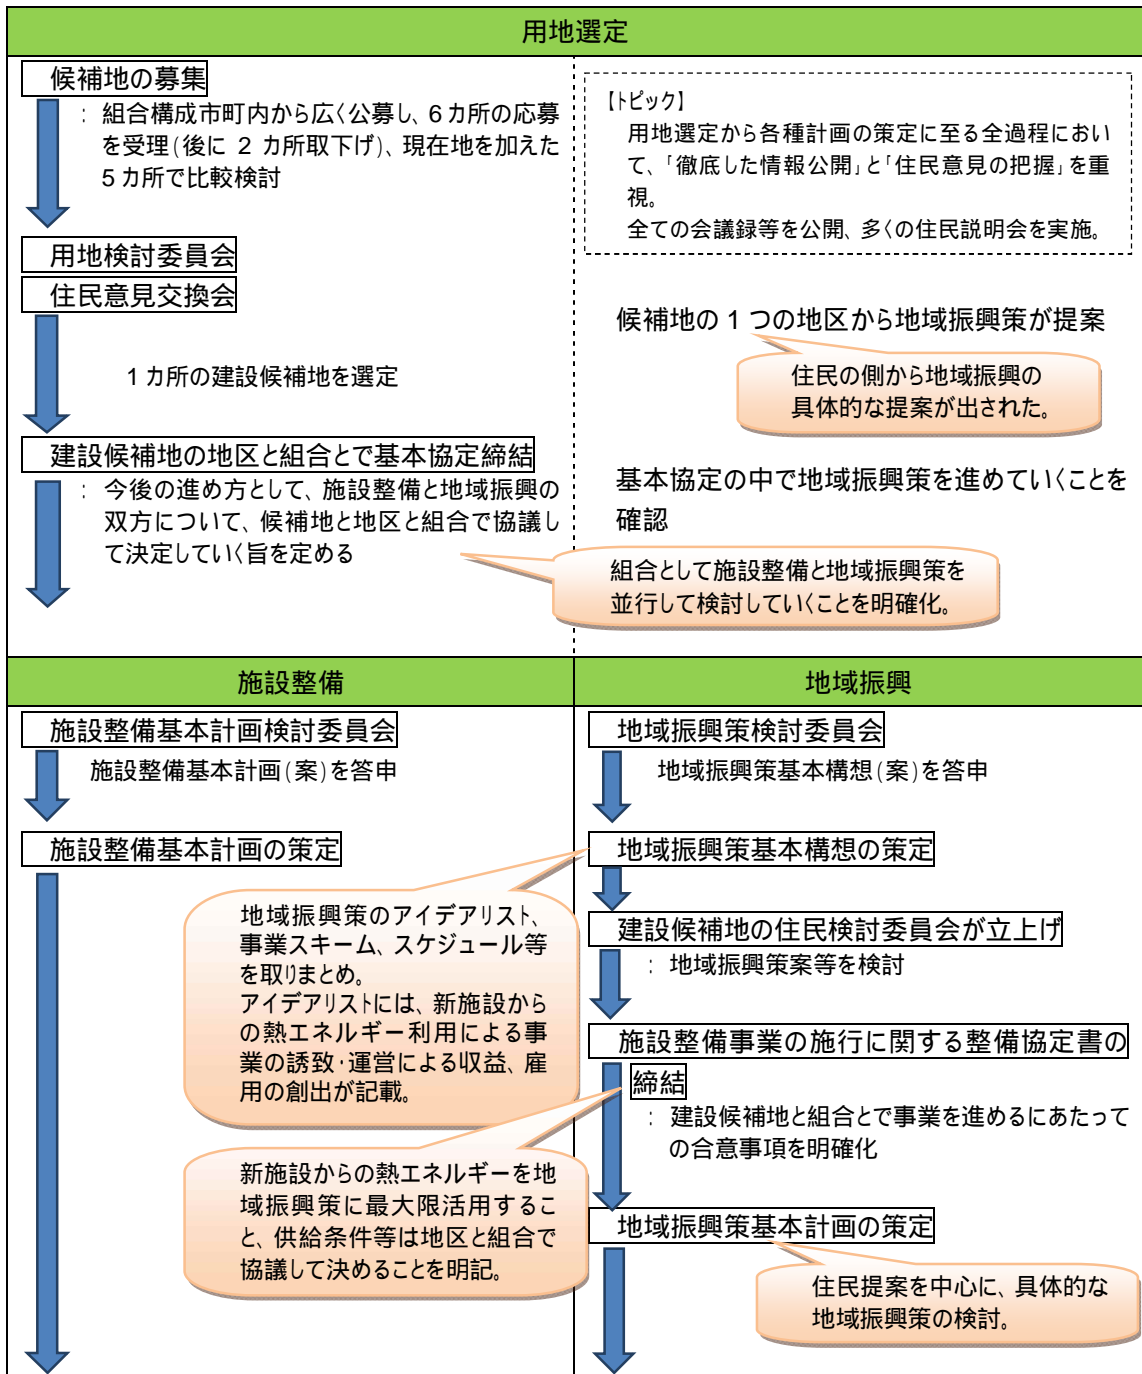 用地選定
候補地の募集
：組合構成市町内から広く公募し、6カ所の応募
を受理(後に 2 カ所取下げ)、現在地を加えた
5カ所で比較検討
用地検討委員会
住民意見交換会
1カ所の建設候補地を選定
建設候補地の地区と組合とで基本協定締結
：今後の進め方として、施設整備と地域振興の
双方について、候補地と地区と組合で協議し
て決定していく旨を定める
【トピック】
用地選定から各種計画の策定に至る全過程におい
て、「徹底した情報公開」と「住民意見の把握」を重
視。
全ての会議録等を公開、多くの住民説明会を実施。
候補地の1つの地区から地域振興策が提案
住民の側から地域振興の
具体的な提案が出された。
基本協定の中で地域振興策を進めていくことを
確認
組合として施設整備と地域振興策を
並行して検討していくことを明確化。
施設整備
施設整備基本計画検討委員会
施設整備基本計画(案)を答申
施設整備基本計画の策定
地域振興
地域振興策検討委員会
地域振興策基本構想(案)を答申
地域振興策基本構想の策定
地域振興策のアイデアリスト、
事業スキーム、スケジュール等
を取りまとめ。
アイデアリストには、新施設から
の熱エネルギー利用による事
業の誘致・運営による収益、雇
用の創出が記載。
建設候補地の住民検討委員会が立上げ
：地域振興策案等を検討
施設整備事業の施行に関する整備協定書の
締結
：建設候補地と組合とで事業を進めるにあたって
の合意事項を明確化
新施設からの熱エネルギーを地
域振興策に最大限活用するこ
と、供給条件等は地区と組合で
協議して決めることを明記。
地域振興策基本計画の策定
住民提案を中心に、具体的な
地域振興策の検討。